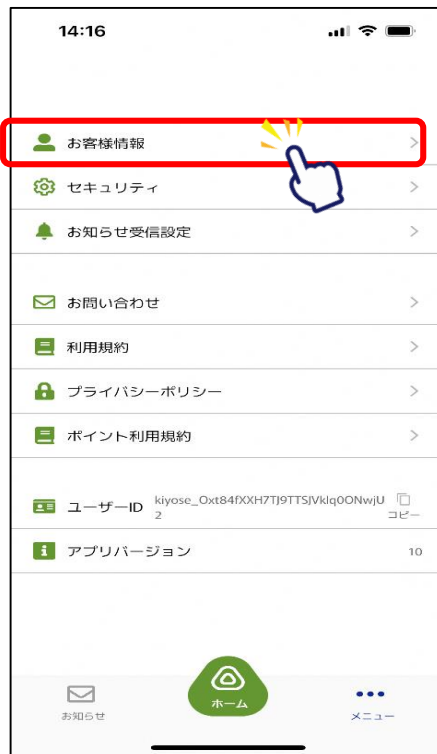 14:16
お客様情報
セキュリティ
お知らせ受信設定
お問い合わせ
利用規約
プライバシーポリシー
ポイント利用規約
ユーザーID kiyose_Oxt84fXXH7TJ9TTSJVklq0ONwjU
2
コピー
アプリバージョン 10
お知らせ
ホーム
メニュー